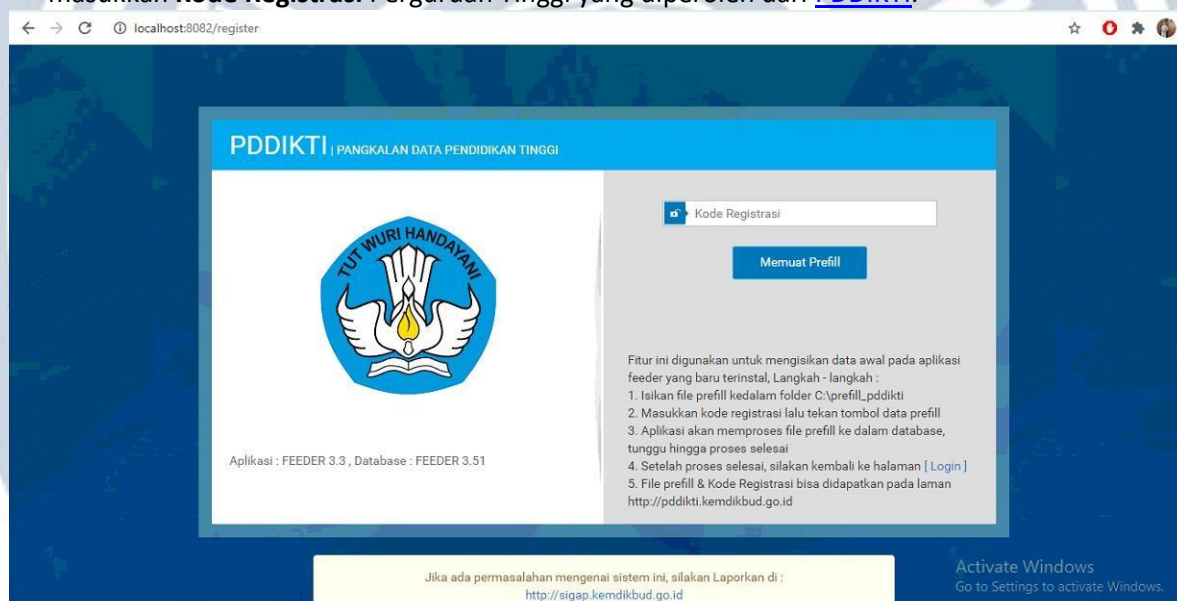 masukkan Kode Registrasi Perguruan Tinggi yang diperoleh dari PDDIKTI.
localhost:8082/register
PDDIKTI | PANGKALAN DATA PENDIDIKAN TINGGI
TUT WURI HANDAYANI
Aplikasi : FEEDER 3.3 , Database : FEEDER 3.51
Kode Registrasi
Memuat Prefill
Fitur ini digunakan untuk mengisikan data awal pada aplikasi
feeder yang baru terinstal, Langkah - langkah :
1. Isikan file prefill kedalam folder C:\prefill_pddikti
2. Masukkan kode registrasi lalu tekan tombol data prefill
3. Aplikasi akan memproses file prefill ke dalam database,
tunggu hingga proses selesai
4. Setelah proses selesai, silakan kembali ke halaman [ Login ]
5. File prefill & Kode Registrasi bisa didapatkan pada laman
http://pddikti.kemdikbud.go.id
Jika ada permasalahan mengenai sistem ini, silakan Laporkan di :
http://sigap.kemdikbud.go.id
Activate Windows
Go to Settings to activate Windows.